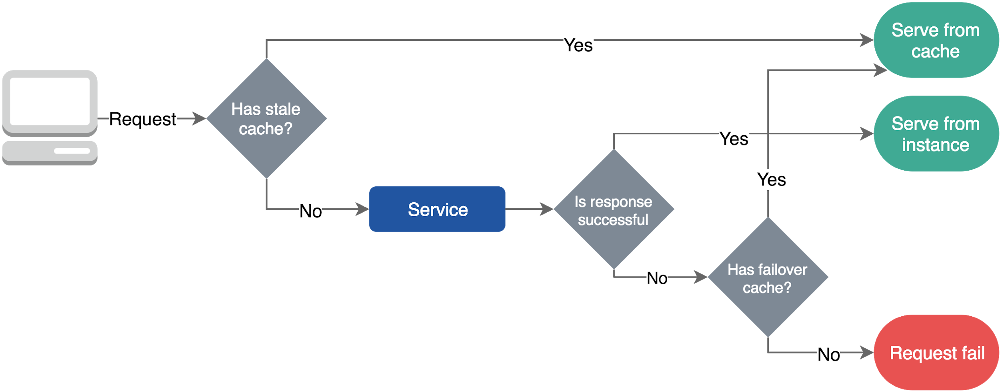 Yes
Serve from
cache
Request
Has stale
cache?
Yes
Serve from
instance
Yes
No
Service
Is response
successful
No
Has failover
cache?
No
Request fail